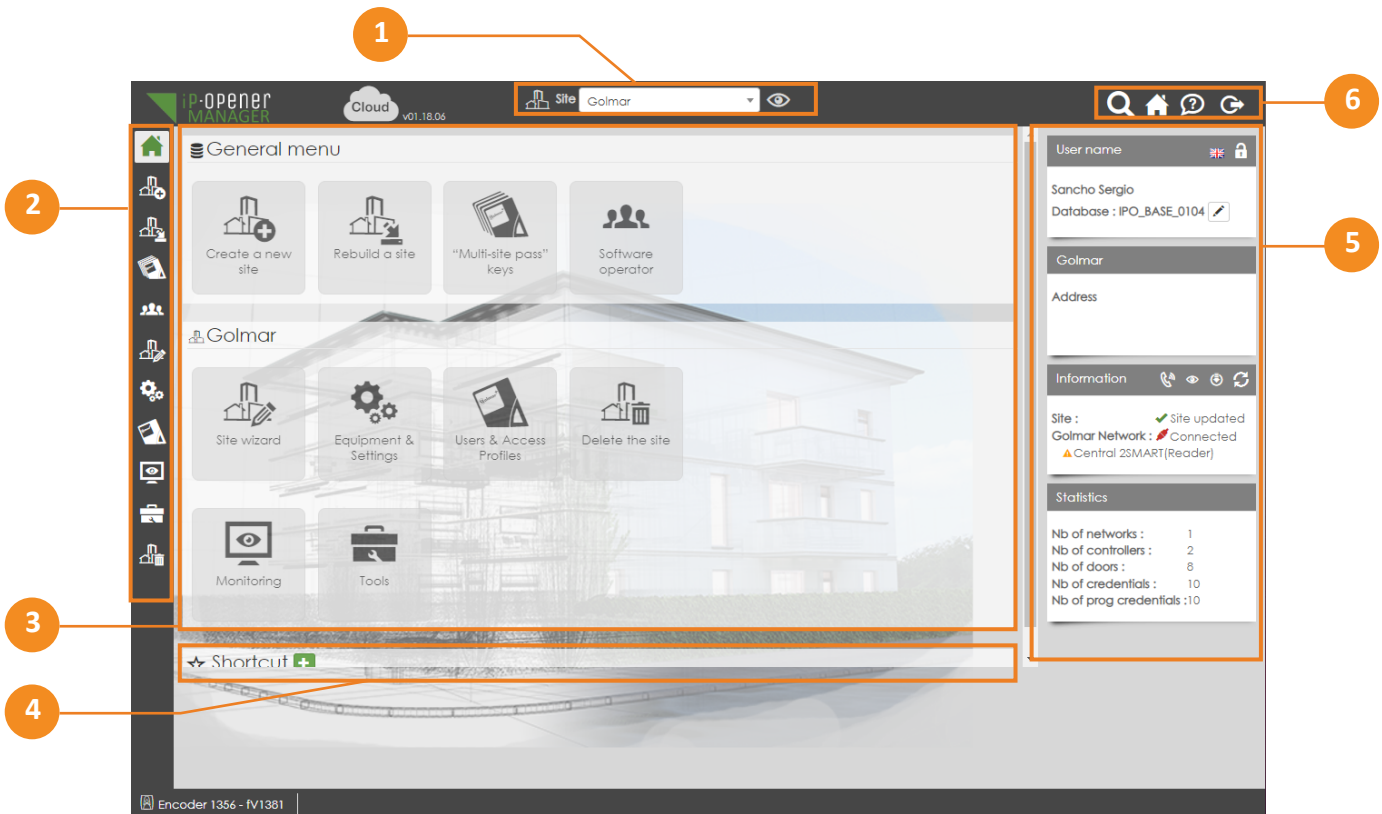 1
iP·OPENER
MANAGER
Cloud
v01.18.06
Site
Golmar
6
2
General menu
Create a new
site
Rebuild a site
"Multi-site pass"
keys
Software
operator
User name
Sancho Sergio
Database : IPO_BASE_0104
5
Golmar
Address
Golmar
Site wizard
Equipment &
Settings
Users & Access
Profiles
Delete the site
Information
Site :
Site updated
Golmar Network :
Connected
Central 2SMART(Reader)
Statistics
Nb of networks : 1
Nb of controllers : 2
Nb of doors : 8
Nb of credentials : 10
Nb of prog credentials :10
Monitoring
Tools
3
Shortcut
4
Encoder 1356 - fV1381